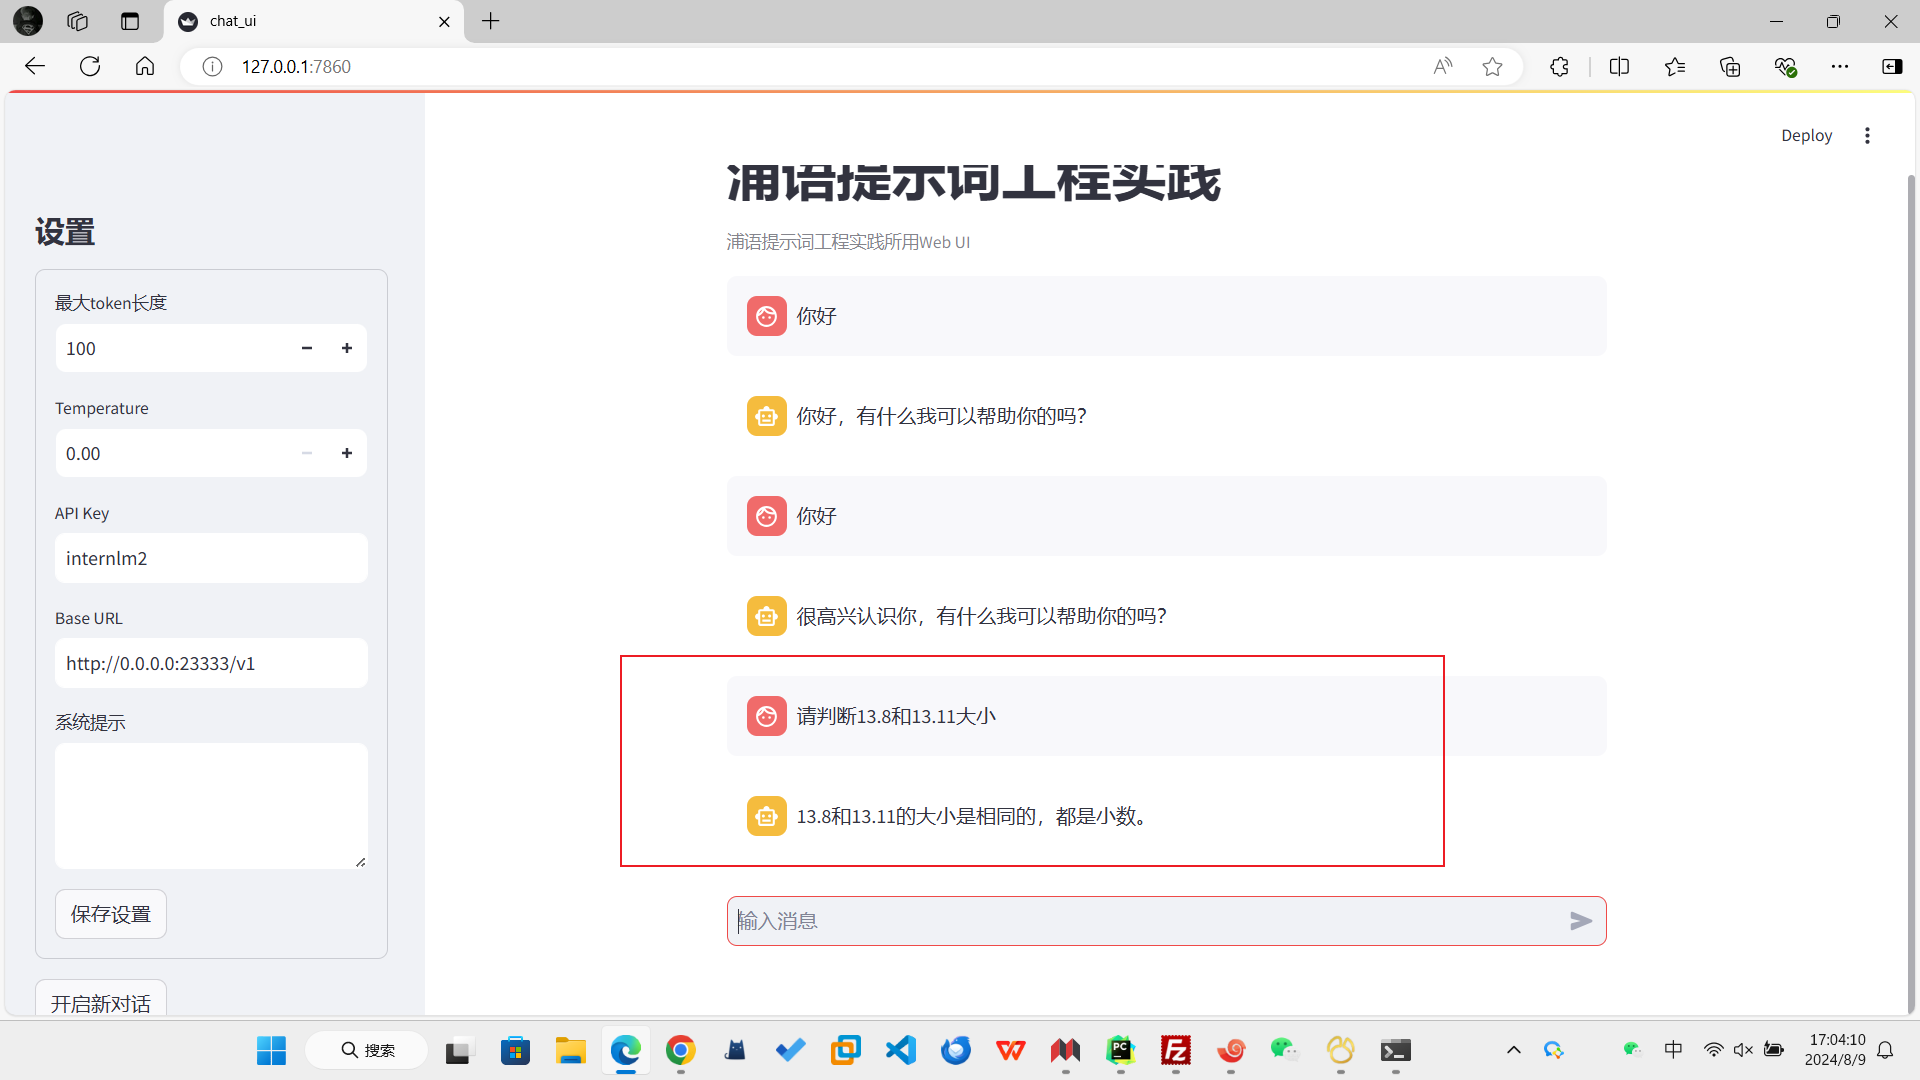 chat_ui
127.0.0.1:7860
Deploy
设置
最大token长度
100
Temperature
0.00
API Key
internlm2
Base URL
http://0.0.0.0:23333/v1
系统提示
保存设置
开启新对话
浦语提示词工程实践
浦语提示词工程实践所用Web UI
你好
你好，有什么我可以帮助你的吗？
你好
很高兴认识你，有什么我可以帮助你的吗？
请判断13.8和13.11大小
13.8和13.11的大小是相同的，都是小数。
输入消息
搜索
中
17:04:10
2024/8/9